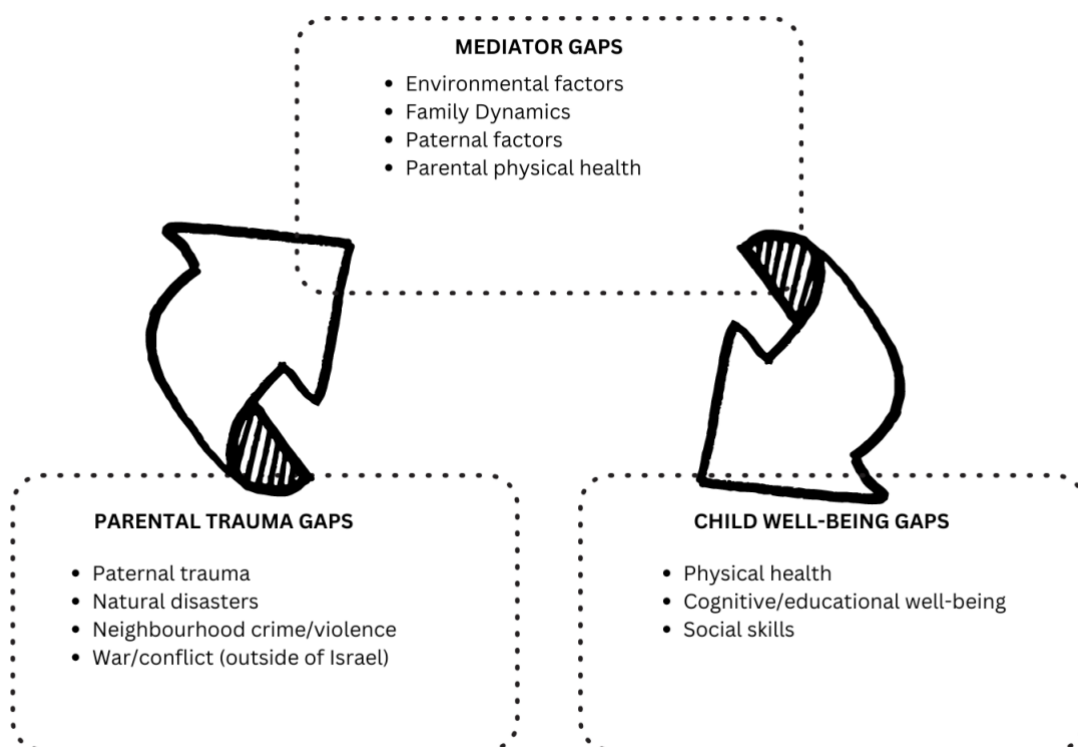 MEDIATOR GAPS
• Environmental factors
• Family Dynamics
• Paternal factors
• Parental physical health
PARENTAL TRAUMA GAPS
• Paternal trauma
• Natural disasters
• Neighbourhood crime/violence
• War/conflict (outside of Israel)
CHILD WELL-BEING GAPS
• Physical health
• Cognitive/educational well-being
• Social skills